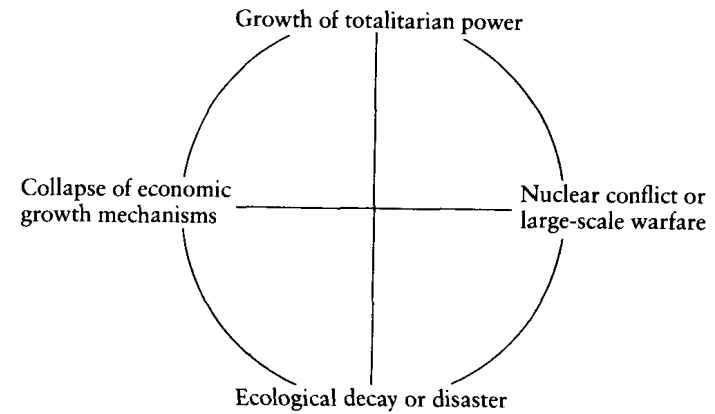 Growth of totalitarian power
Collapse of economic
growth mechanisms
Nuclear conflict or
large-scale warfare
Ecological decay or disaster